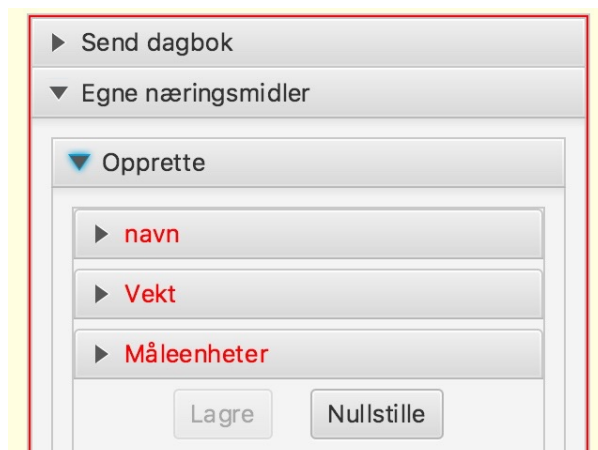 Send dagbok
Egne næringsmidler
Opprette
navn
Vekt
Måleenheter
Lagre Nullstille